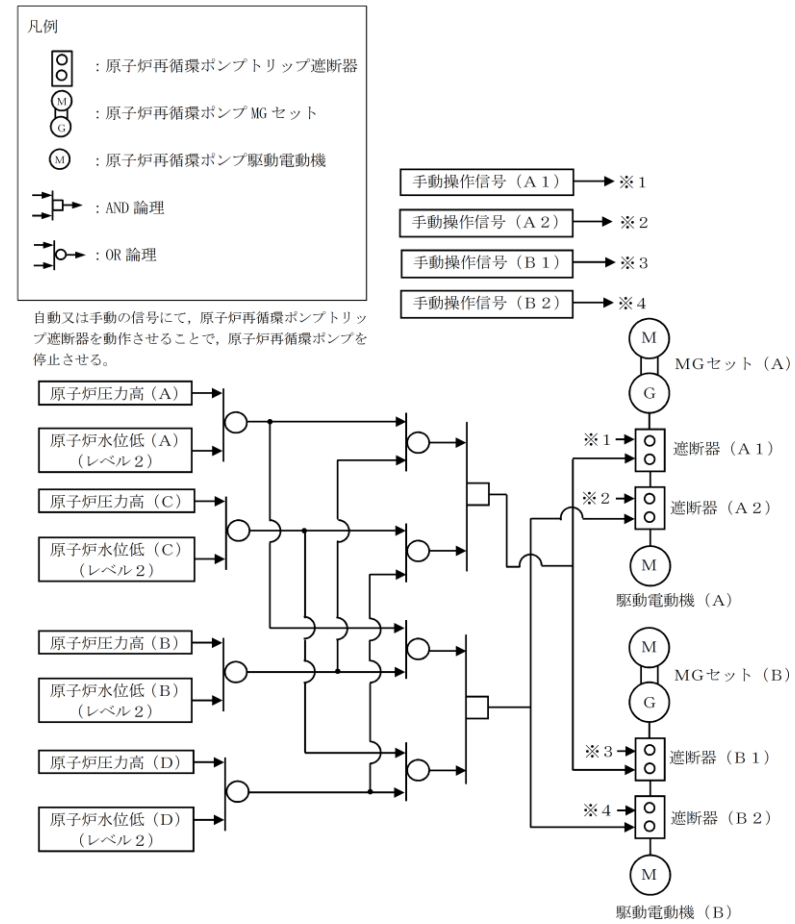 凡例
：原子炉再循環ポンプトリップ遮断器
M
G
：原子炉再循環ポンプ MG セット
M
：原子炉再循環ポンプ駆動電動機
：AND 論理
：OR 論理
自動又は手動の信号にて，原子炉再循環ポンプトリッ
プ遮断器を動作させることで，原子炉再循環ポンプを
停止させる。
手動操作信号（A１）
※１
手動操作信号（A２）
※２
手動操作信号（B１）
※３
手動操作信号（B２）
※４
原子炉圧力高（A）
原子炉水位低（A）
（レベル２）
原子炉圧力高（C）
原子炉水位低（C）
（レベル２）
原子炉圧力高（B）
原子炉水位低（B）
（レベル２）
原子炉圧力高（D）
原子炉水位低（D）
（レベル２）
M
MGセット（A）
G
※１
遮断器（A１）
※２
遮断器（A２）
M
駆動電動機（A）
M
MGセット（B）
G
※３
遮断器（B１）
※４
遮断器（B２）
M
駆動電動機（B）